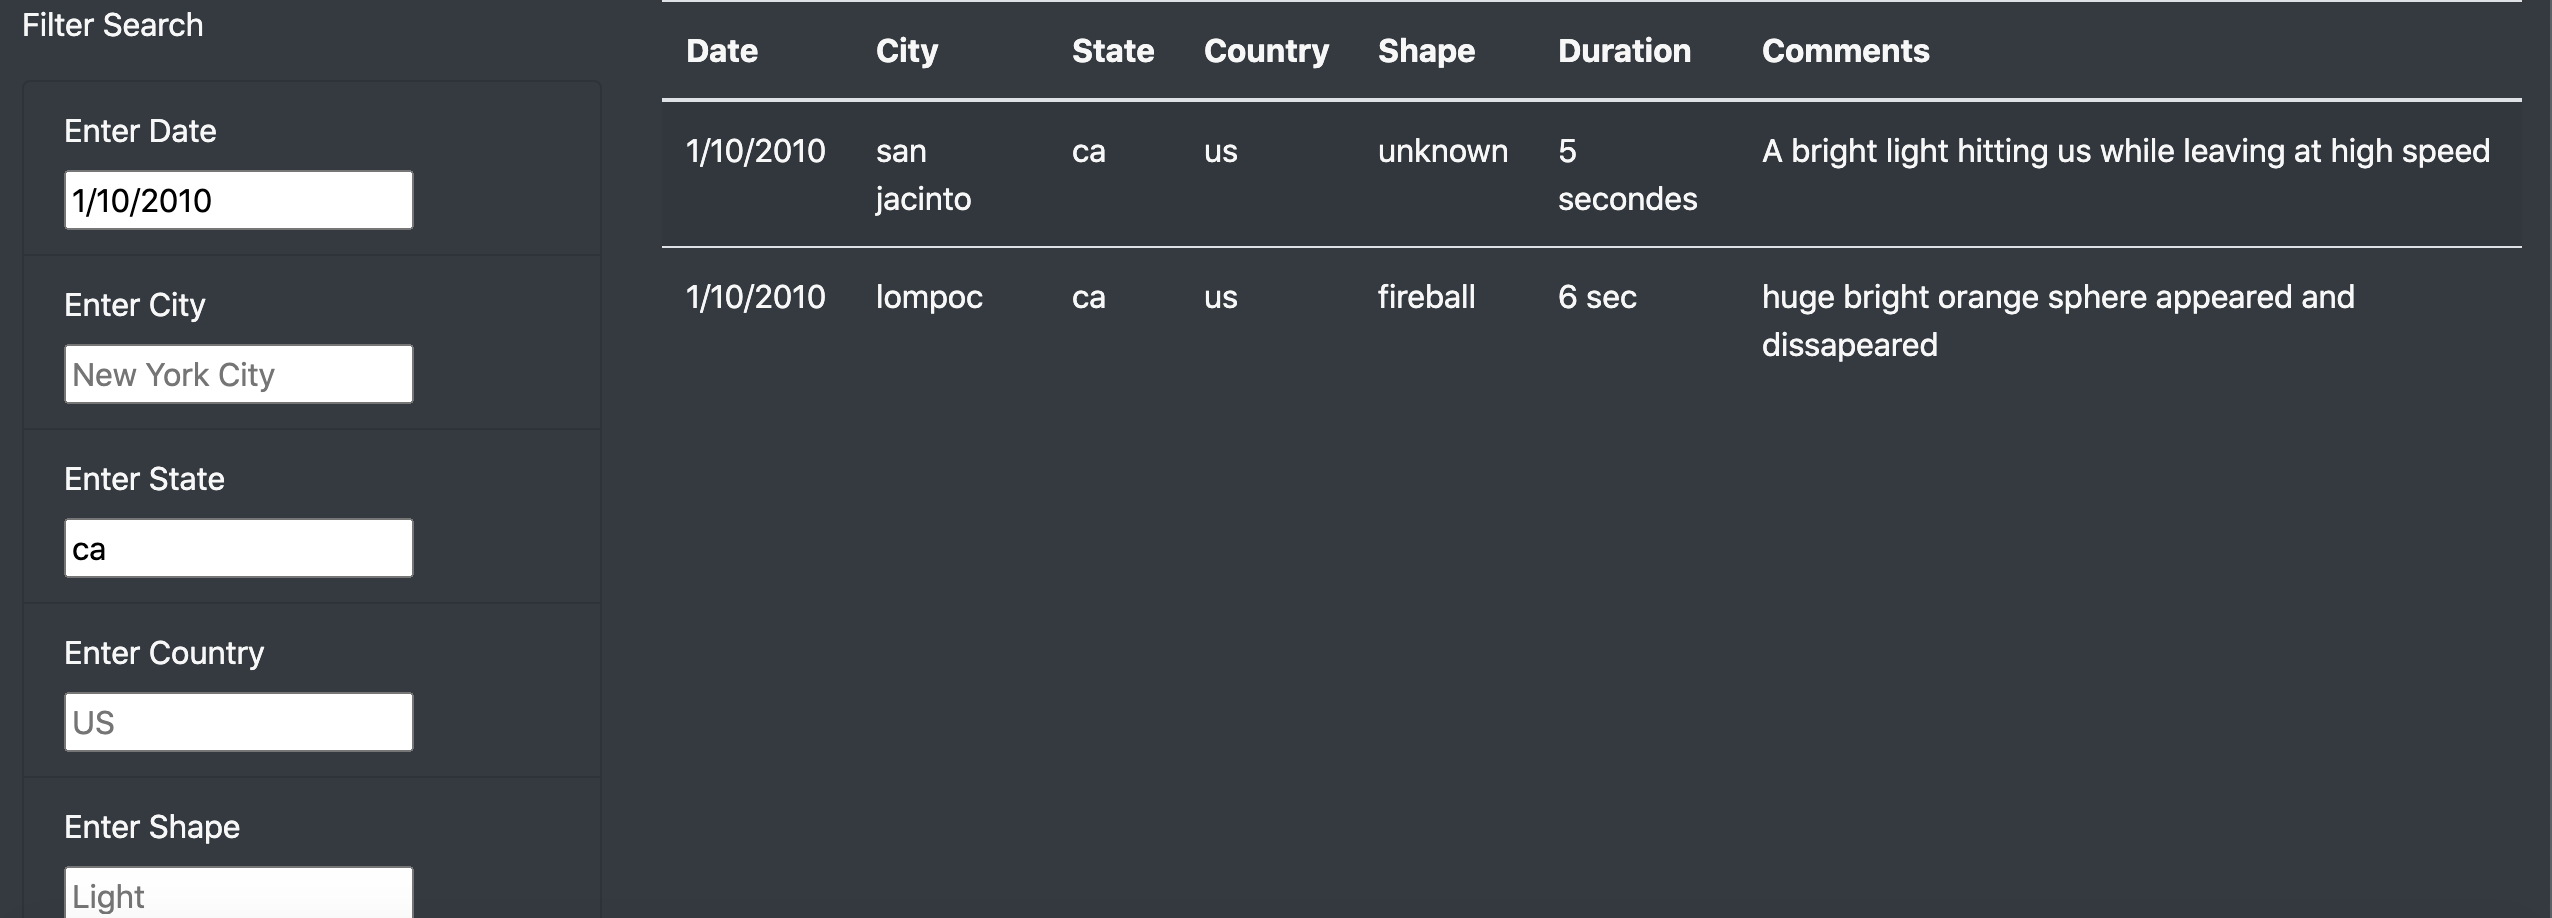 Filter Search
Enter Date
1/10/2010
Enter City
New York City
Enter State
ca
Enter Country
US
Enter Shape
Light
Date City State Country Shape Duration Comments
1/10/2010 san ca us unknown 5 A bright light hitting us while leaving at high speed
jacinto secondes
1/10/2010 lompoc ca us fireball 6 sec huge bright orange sphere appeared and
dissapeared